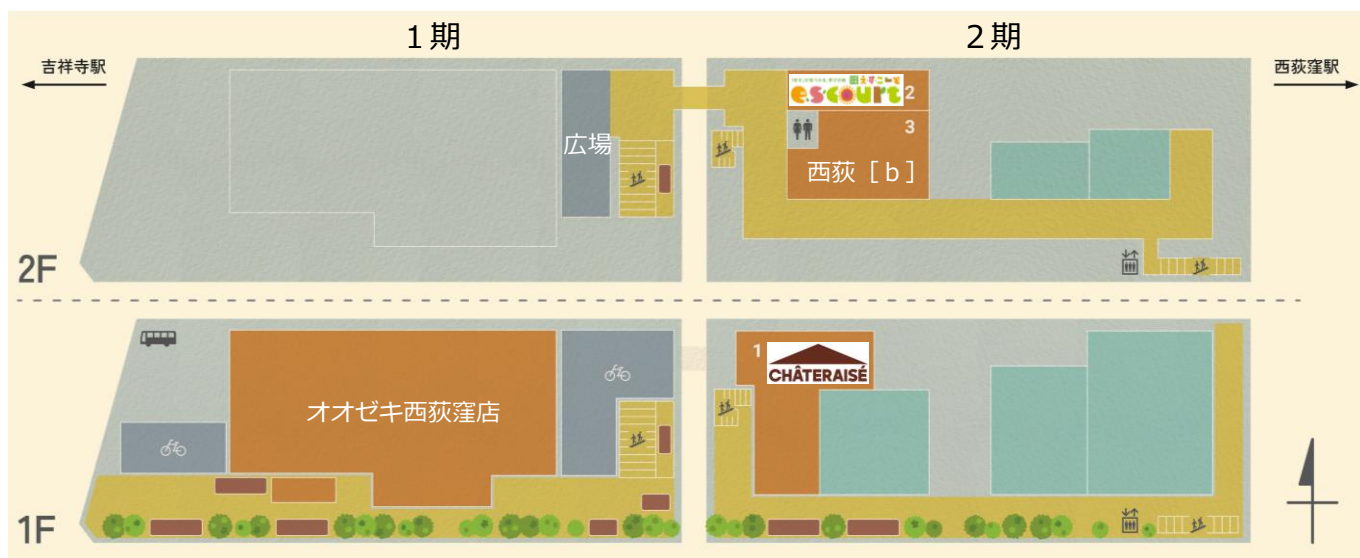 1期
2期
吉祥寺駅
西荻窪駅
e.s'court
2
広場
3
西荻［b］
2F
1
CHÂTERAISÉ
オオゼキ西荻窪店
1F